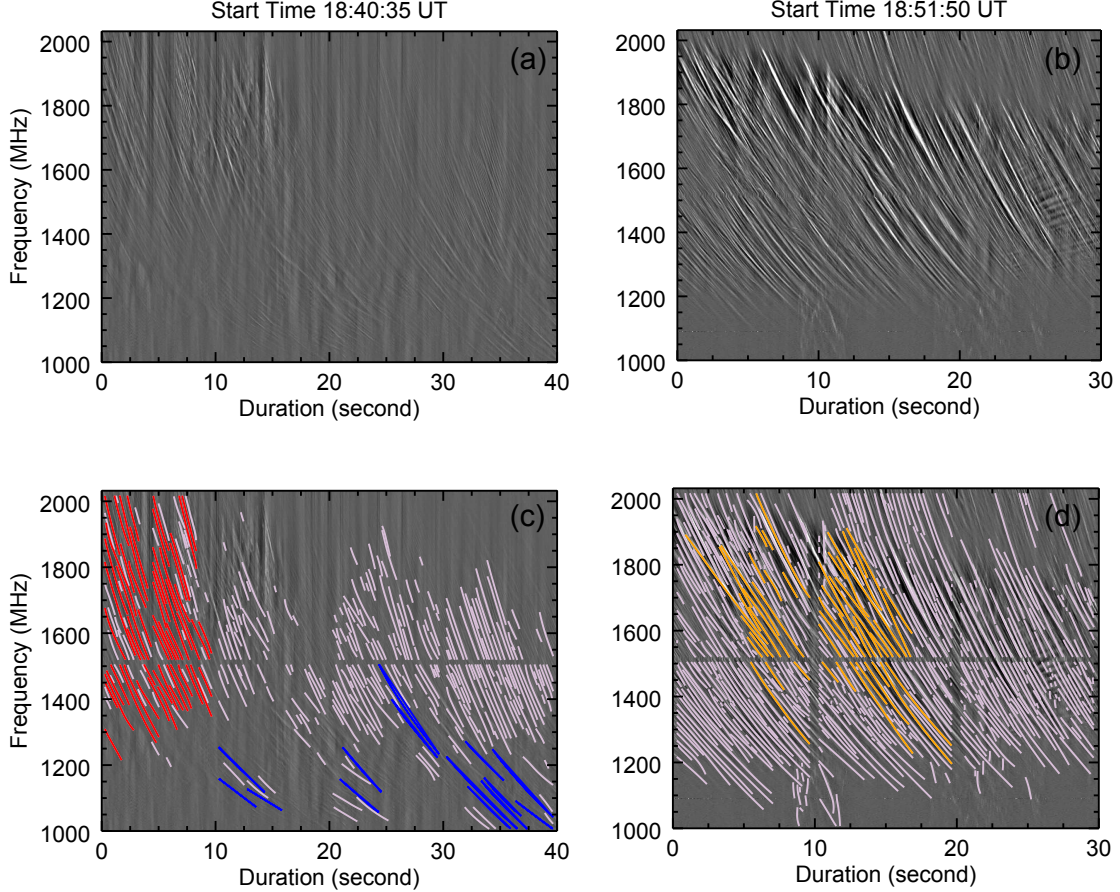 Start Time 18:40:35 UT
Start Time 18:51:50 UT
(a)
2000
1800
1600
1400
1200
1000
Frequency (MHz)
0 10 20 30 40
Duration (second)
(b)
2000
1800
1600
1400
1200
1000
0 10 20 30
Duration (second)
(c)
2000
1800
1600
1400
1200
1000
Frequency (MHz)
0 10 20 30 40
Duration (second)
(d)
2000
1800
1600
1400
1200
1000
Frequency (MHz)
0 10 20 30
Duration (second)